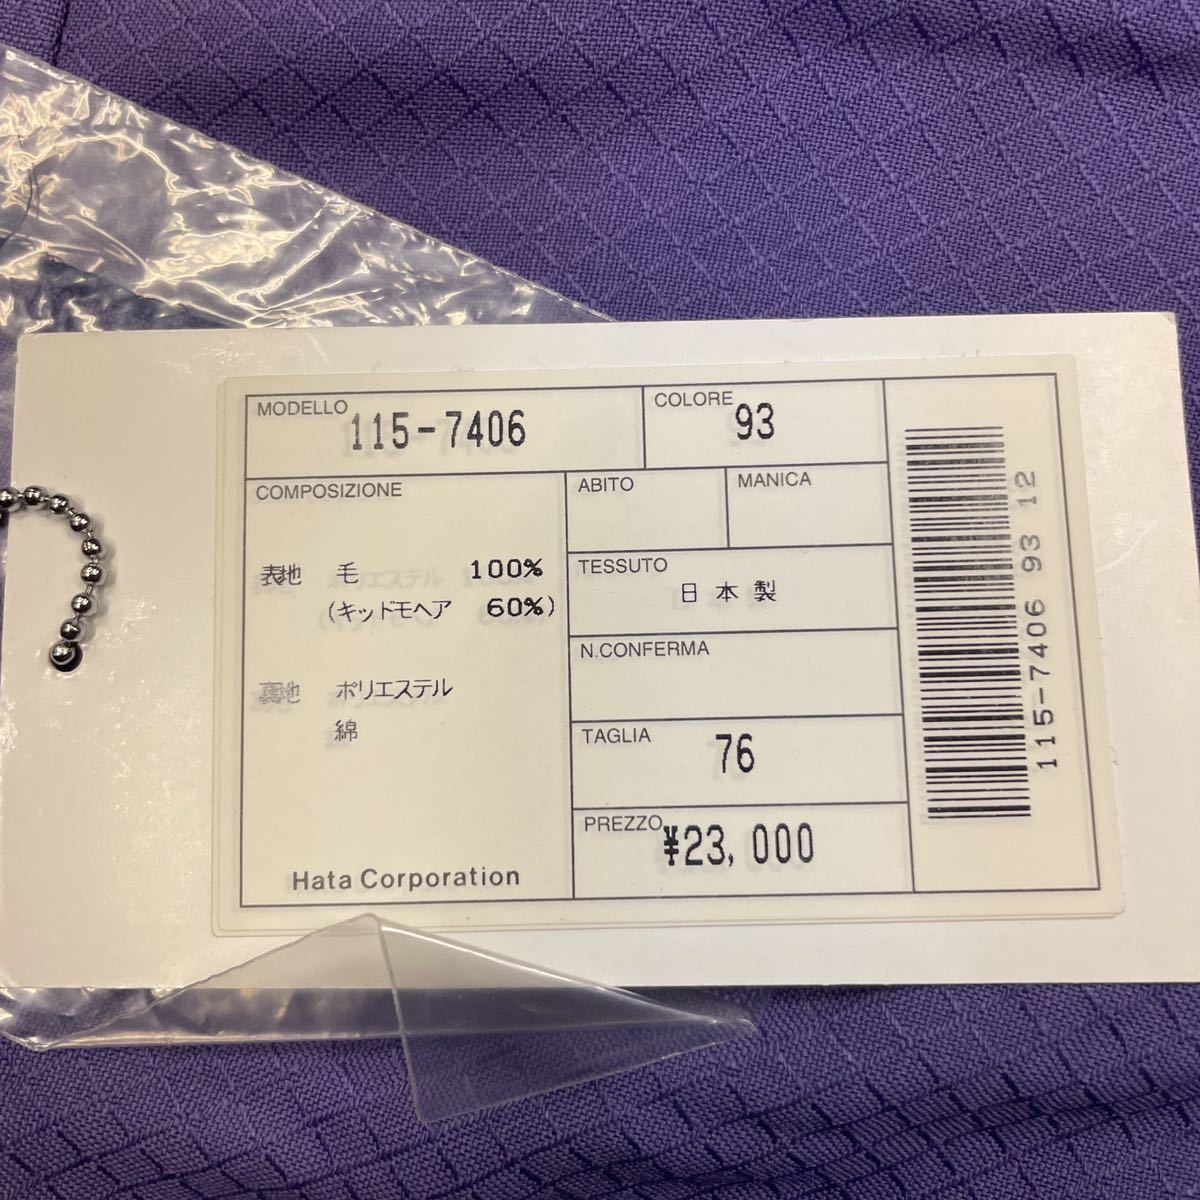 MODELLO 115-7406
COLORE 93
COMPOSIZIONE
表地 毛 100%
(キッドモヘア 60%)
裏地 ポリエステル
綿
Hata Corporation
ABITO
MANICA
TESSUTO
日本製
N.CONFERMA
TAGLIA 76
PREZZO ¥23,000
115-7406 93 12